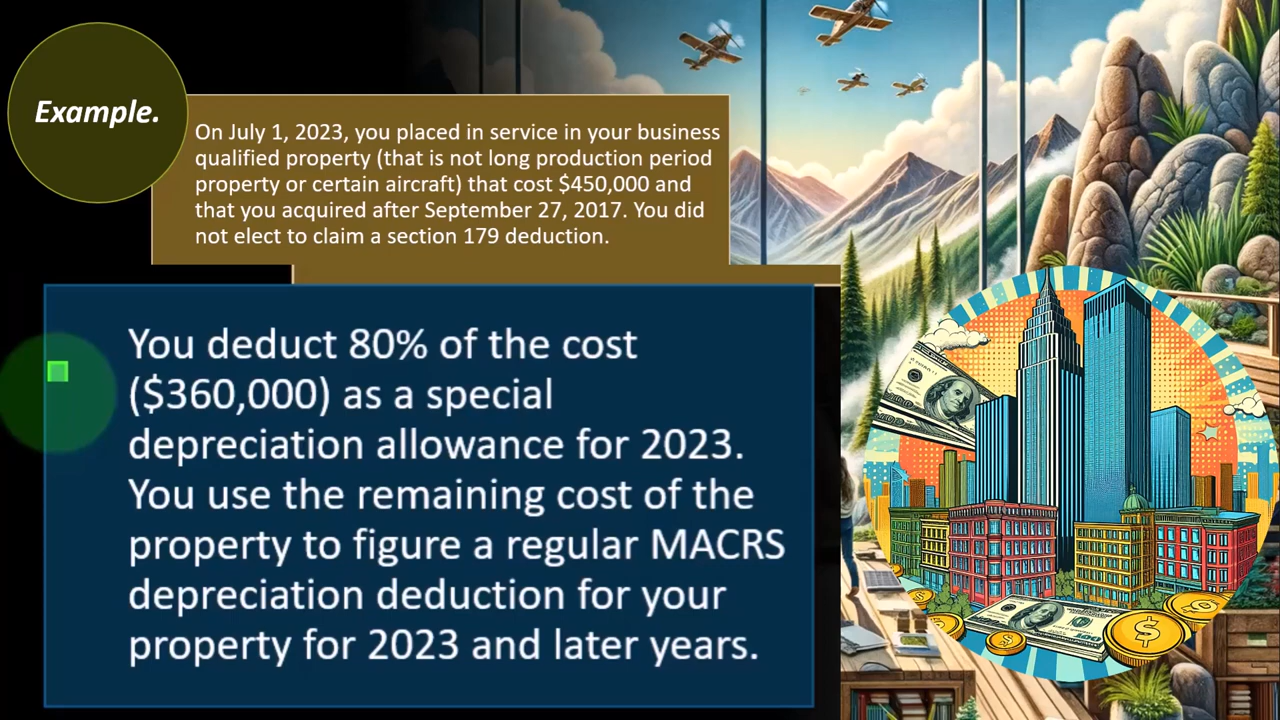 Example.
On July 1, 2023, you placed in service in your business
qualified property (that is not long production period
property or certain aircraft) that cost $450,000 and
that you acquired after September 27, 2017. You did
not elect to claim a section 179 deduction.
You deduct 80% of the cost
($360,000) as a special
depreciation allowance for 2023.
You use the remaining cost of the
property to figure a regular MACRS
depreciation deduction for your
property for 2023 and later years.